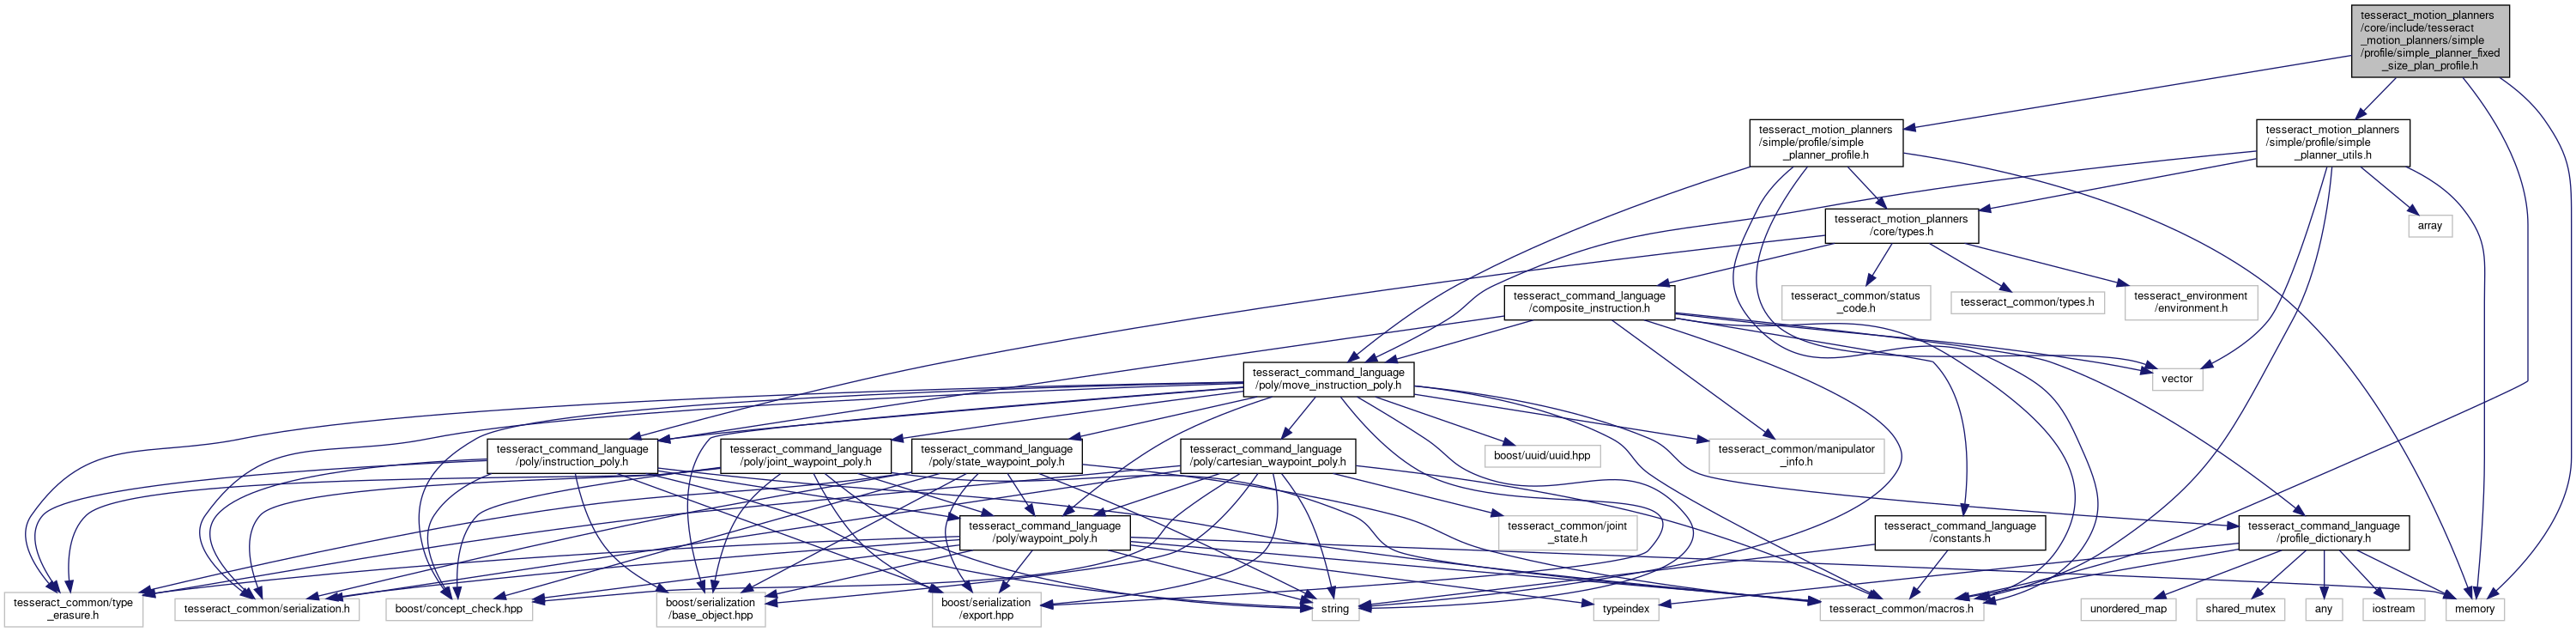 tesseract_motion_planners
/core/include/tesseract
_motion_planners/simple
/profile/simple_planner_fixed
_size_plan_profile.h
tesseract_motion_planners
/simple/profile/simple
_planner_profile.h
tesseract_motion_planners
/simple/profile/simple
_planner_utils.h
tesseract_motion_planners
/core/types.h
array
tesseract_command_language
/composite_instruction.h
tesseract_common/status
_code.h
tesseract_common/types.h
tesseract_environment
/environment.h
tesseract_command_language
/poly/move_instruction_poly.h
vector
tesseract_command_language
/poly/instruction_poly.h
tesseract_command_language
/poly/joint_waypoint_poly.h
tesseract_command_language
/poly/state_waypoint_poly.h
tesseract_command_language
/poly/cartesian_waypoint_poly.h
boost/uuid/uuid.hpp
tesseract_common/manipulator
_info.h
tesseract_command_language
/poly/waypoint_poly.h
tesseract_common/joint
_state.h
tesseract_command_language
/constants.h
tesseract_command_language
/profile_dictionary.h
tesseract_common/type
_erasure.h
tesseract_common/serialization.h
boost/concept_check.hpp
boost/serialization
/base_object.hpp
boost/serialization
/export.hpp
string
typeindex
tesseract_common/macros.h
unordered_map
shared_mutex
any
iostream
memory